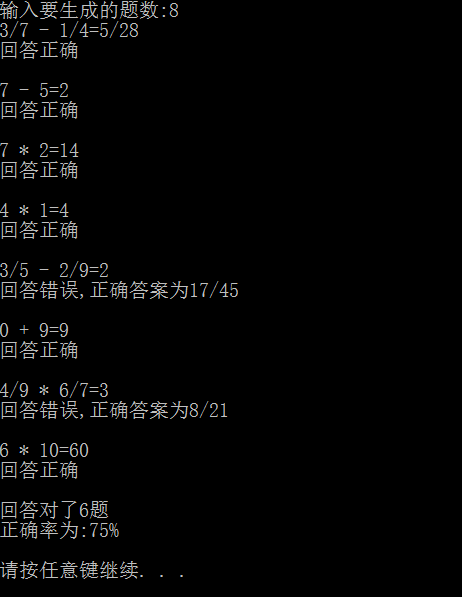 输入要生成的题数:8
3/7 - 1/4=5/28
回答正确
7 - 5=2
回答正确
7 * 2=14
回答正确
4 * 1=4
回答正确
3/5 - 2/9=2
回答错误,正确答案为17/45
0 + 9=9
回答正确
4/9 * 6/7=3
回答错误,正确答案为8/21
6 * 10=60
回答正确
回答对了6题
正确率为:75%
请按任意键继续. . .